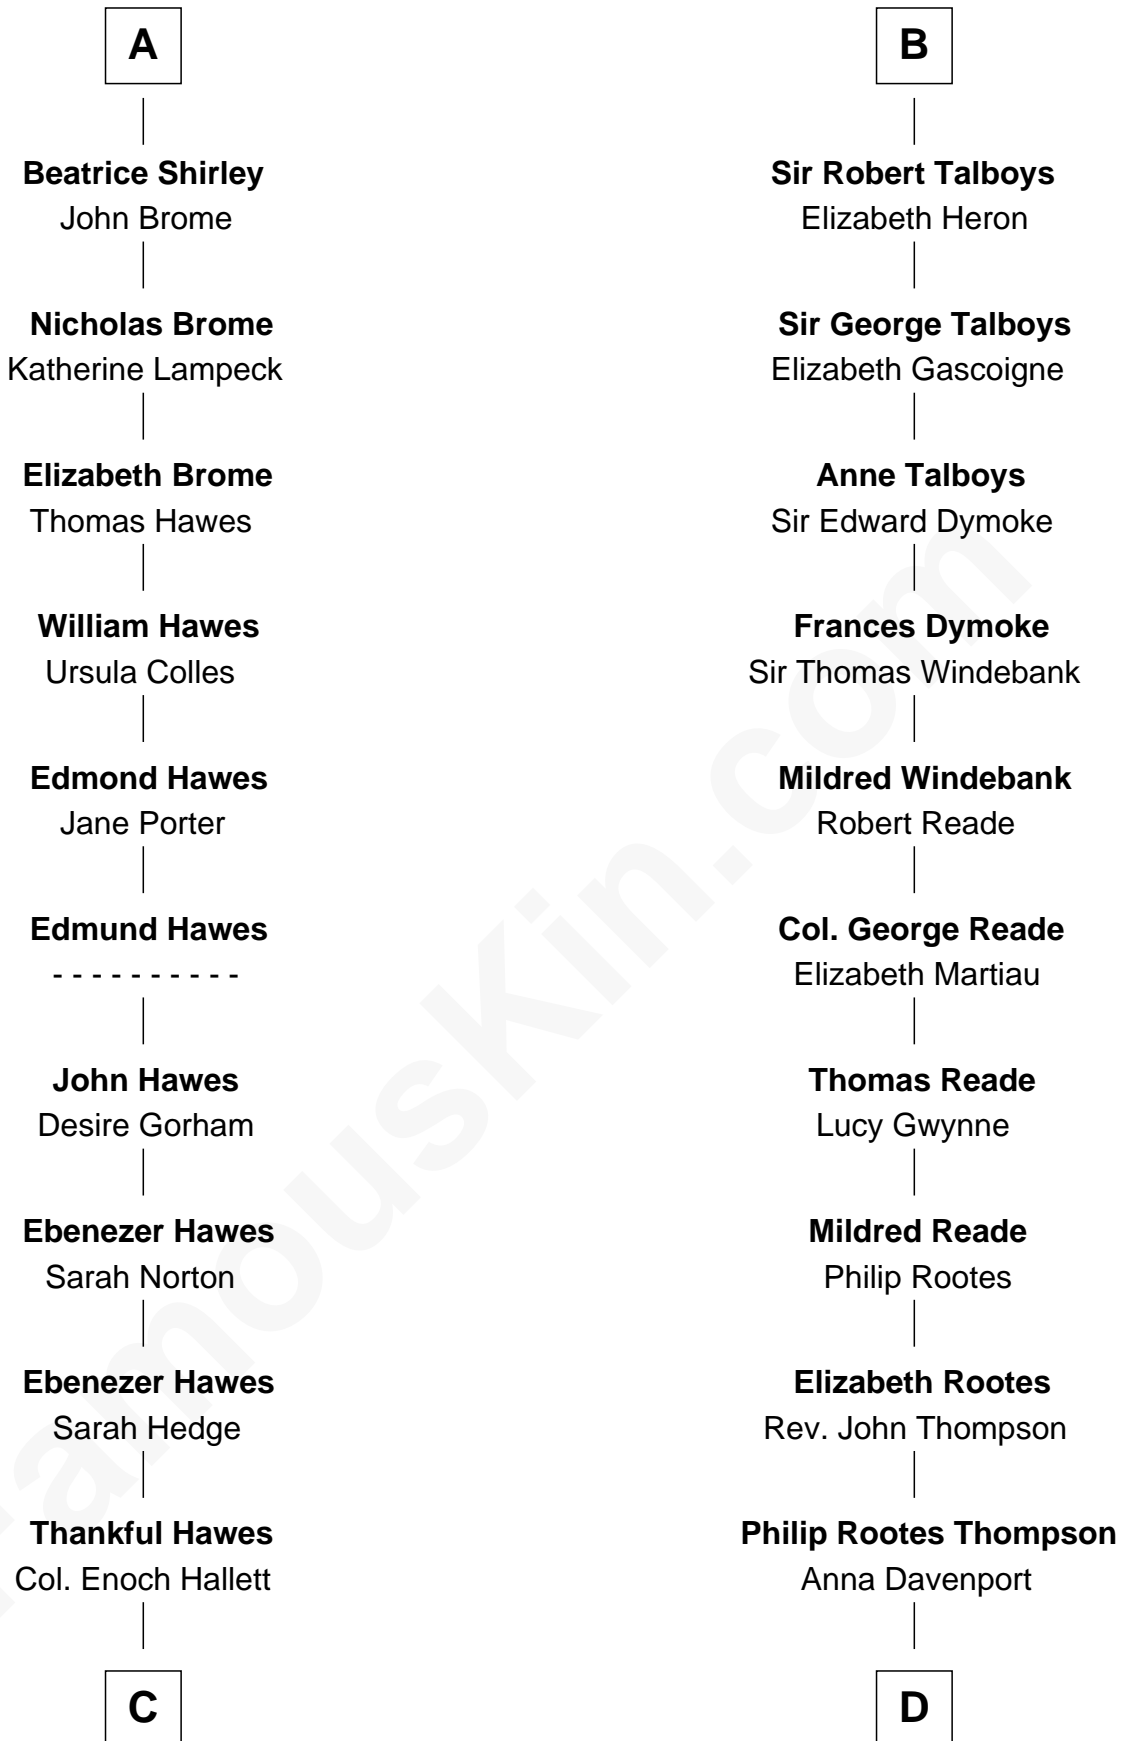 A
Beatrice Shirley
John Brome
Nicholas Brome
Katherine Lampeck
Elizabeth Brome
Thomas Hawes
William Hawes
Ursula Colles
Edmond Hawes
Jane Porter
Edmund Hawes
- - - - - - - - - -
John Hawes
Desire Gorham
Ebenezer Hawes
Sarah Norton
Ebenezer Hawes
Sarah Hedge
Thankful Hawes
Col. Enoch Hallett
C
B
Sir Robert Talboys
Elizabeth Heron
Sir George Talboys
Elizabeth Gascoigne
Anne Talboys
Sir Edward Dymoke
Frances Dymoke
Sir Thomas Windebank
Mildred Windebank
Robert Reade
Col. George Reade
Elizabeth Martiau
Thomas Reade
Lucy Gwynne
Mildred Reade
Philip Rootes
Elizabeth Rootes
Rev. John Thompson
Philip Rootes Thompson
Anna Davenport
D
FamousKin.com